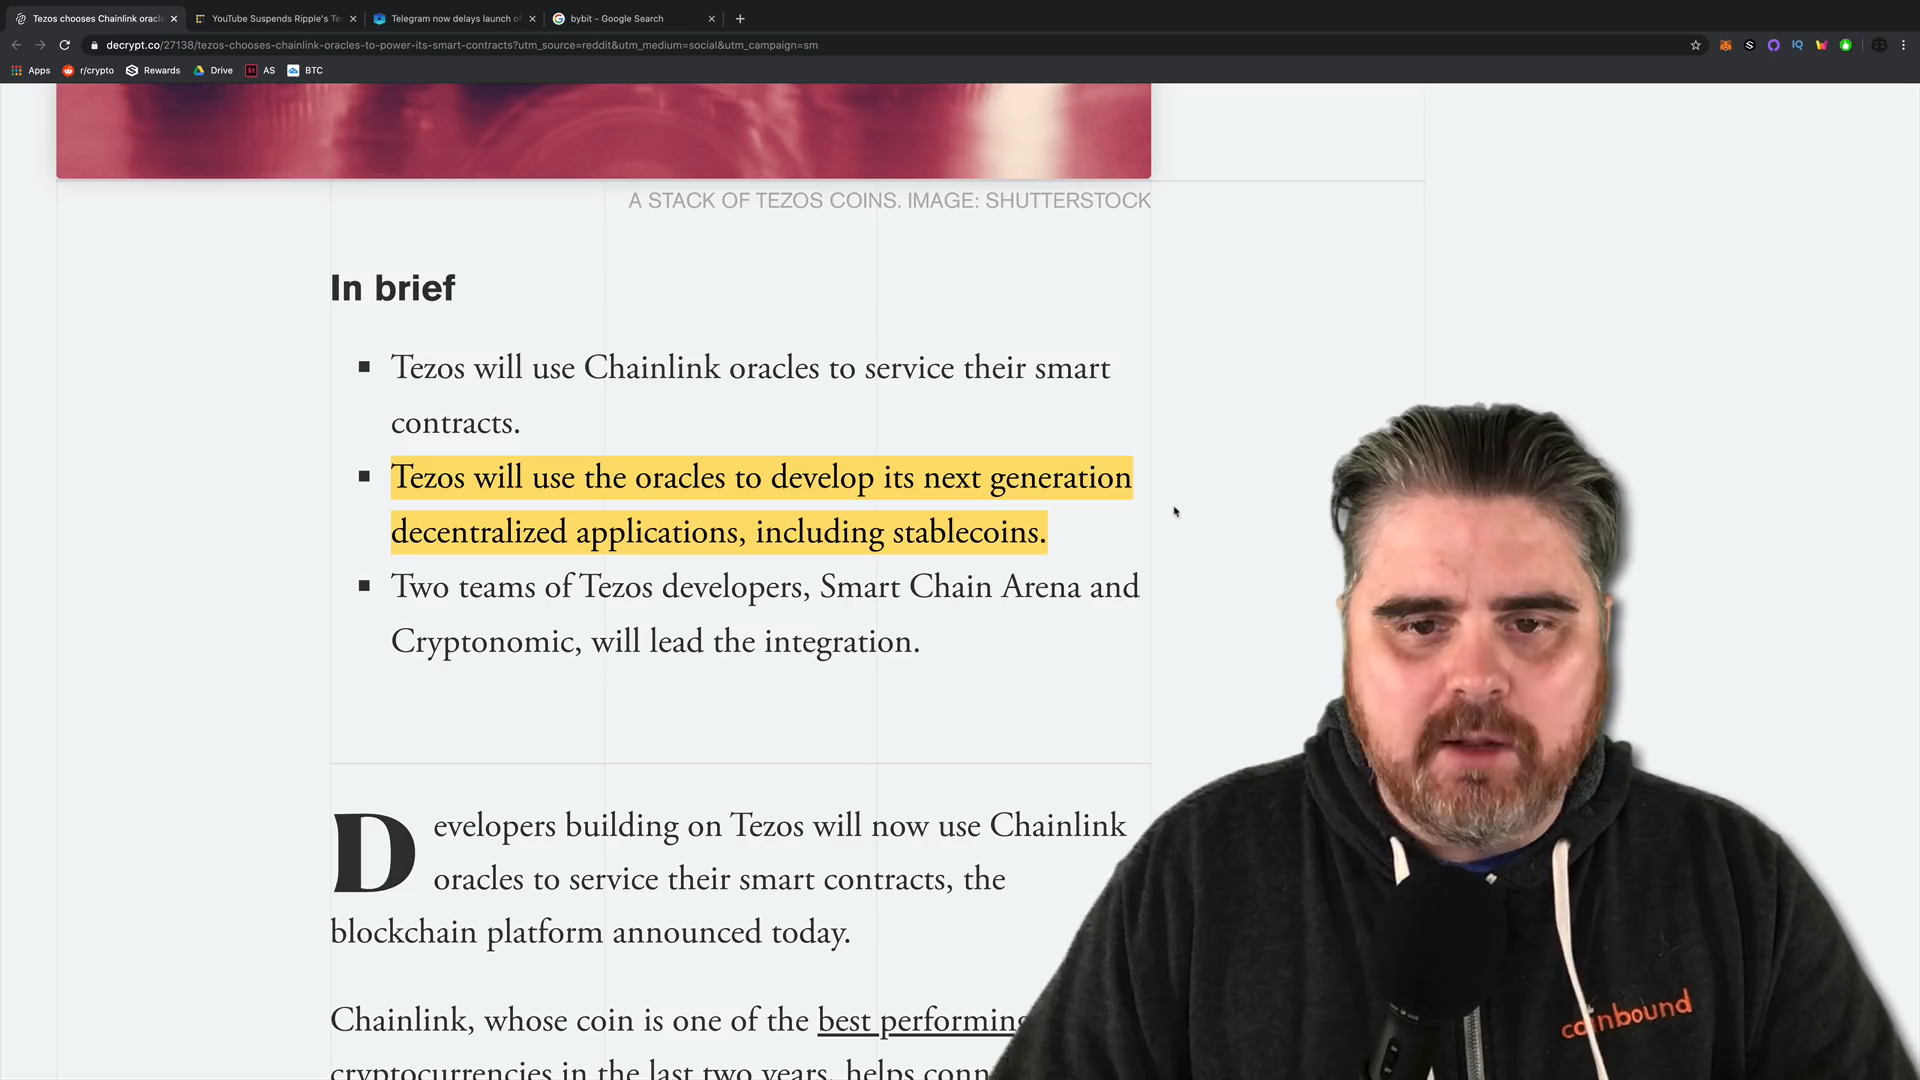 Tezos chooses Chainlink oracl
YouTube Suspends Ripple's Te
Telegram now delays launch o
bybit - Google Search
decrypt.co/27138/tezos-chooses-chainlink-oracles-to-power-its-smart-contracts?utm_source=reddit&utm_medium=social&utm_campaign=sm
Apps
r/crypto
Rewards
Drive
AS
BTC
A STACK OF TEZOS COINS. IMAGE: SHUTTERSTOCK
In brief
Tezos will use Chainlink oracles to service their smart
contracts.
Tezos will use the oracles to develop its next generation
decentralized applications, including stablecoins.
Two teams of Tezos developers, Smart Chain Arena and
Cryptonomic, will lead the integration.
Developers building on Tezos will now use Chainlink
oracles to service their smart contracts, the
blockchain platform announced today.
Chainlink, whose coin is one of the best performing
cryptocurrencies in the last two years, helps conn
coinbound